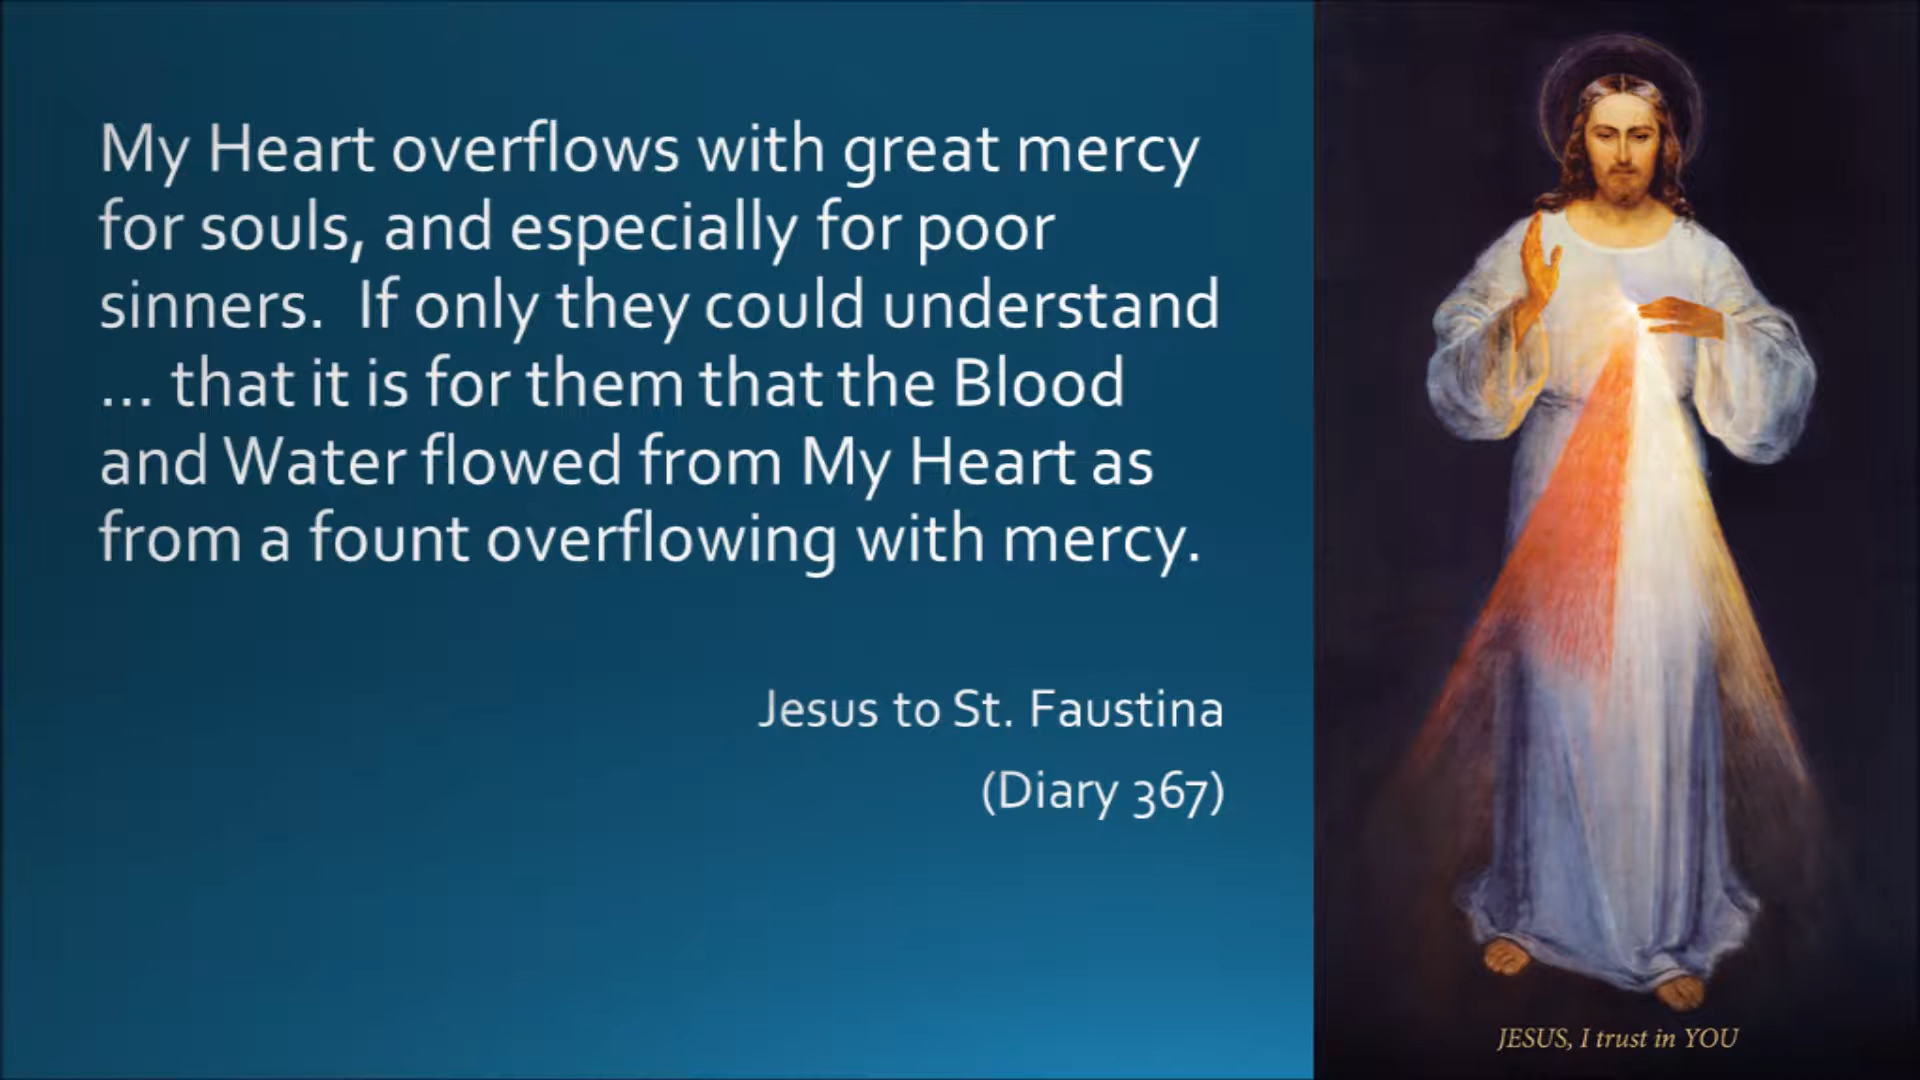 My Heart overflows with great mercy
for souls, and especially for poor
sinners.  If only they could understand
... that it is for them that the Blood
and Water flowed from My Heart as
from a fount overflowing with mercy.
Jesus to St. Faustina
(Diary 367)
JESUS, I trust in YOU